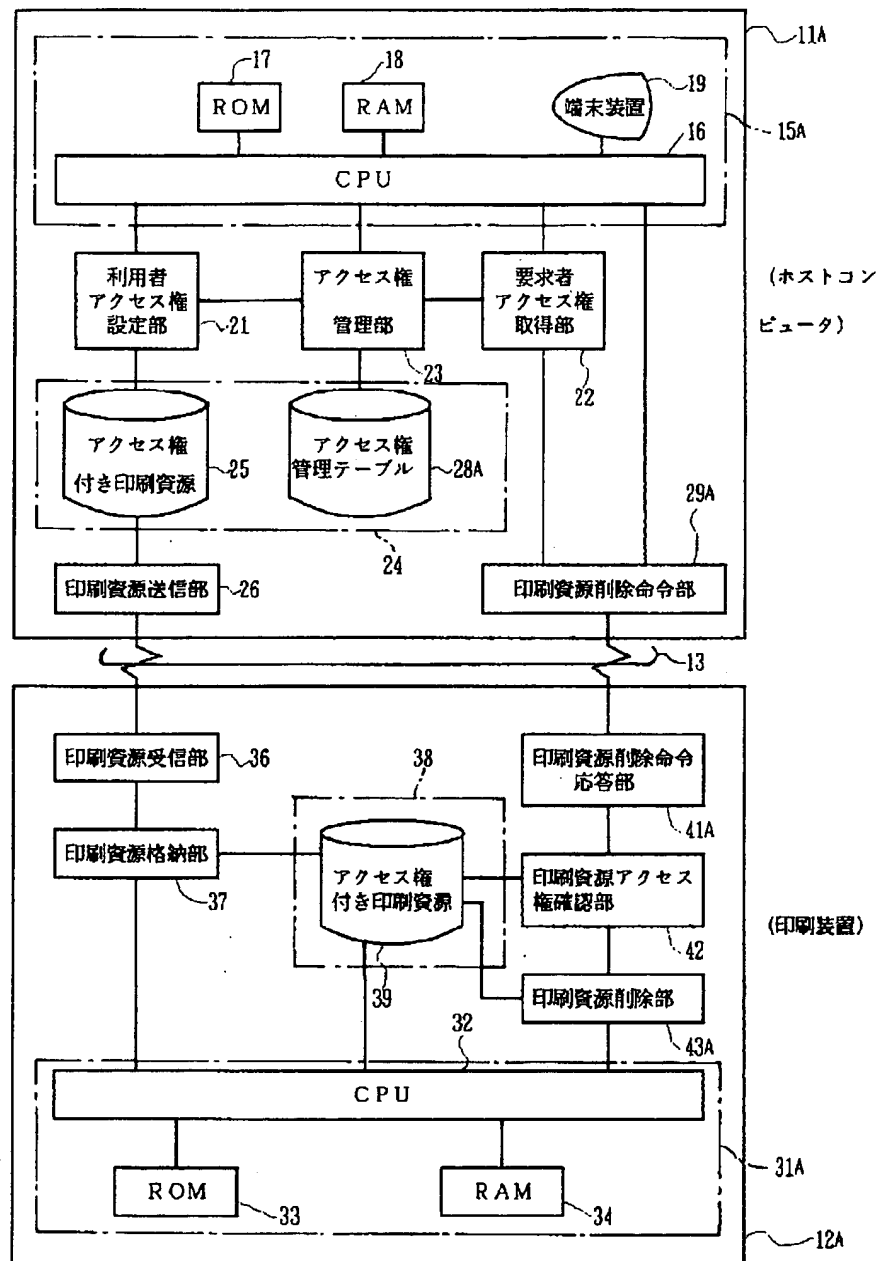 11A
17
18
19
ROM
RAM
端末装置
15A
16
CPU
利用者
アクセス権
設定部
21
アクセス権
管理部
23
要求者
アクセス権
取得部
22
(ホストコン
ピュータ)
アクセス権
付き印刷資源
25
アクセス権
管理テーブル
28A
24
29A
印刷資源送信部
26
印刷資源削除命令部
13
印刷資源受信部
36
38
印刷資源削除命令
応答部
41A
印刷資源格納部
37
アクセス権
付き印刷資源
39
印刷資源アクセス
権確認部
42
(印刷装置)
印刷資源削除部
43A
32
CPU
31A
ROM
33
RAM
34
12A